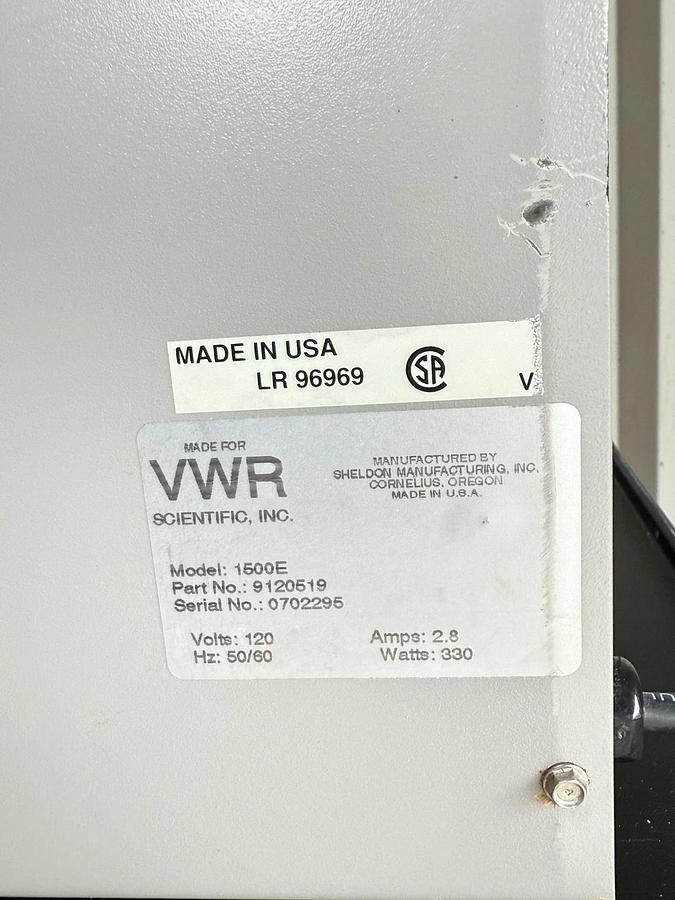 MADE IN USA
LR 96969
V
MADE FOR
VWR
SCIENTIFIC, INC.
MANUFACTURED BY
SHELDON MANUFACTURING, INC.
CORNELIUS, OREGON
MADE IN U.S.A.
Model: 1500E
Part No.: 9120519
Serial No.: 0702295
Volts: 120
Amps: 2.8
Hz: 50/60
Watts: 330